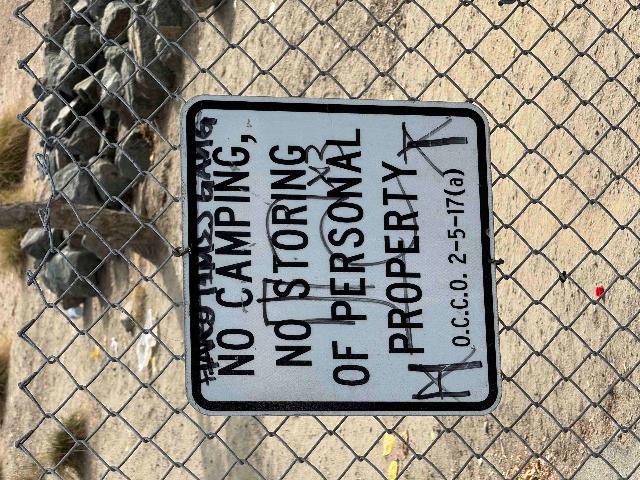 NO CAMPING,
NO STORING
OF PERSONAL
PROPERTY
O.C.C.O. 2-5-17(a)